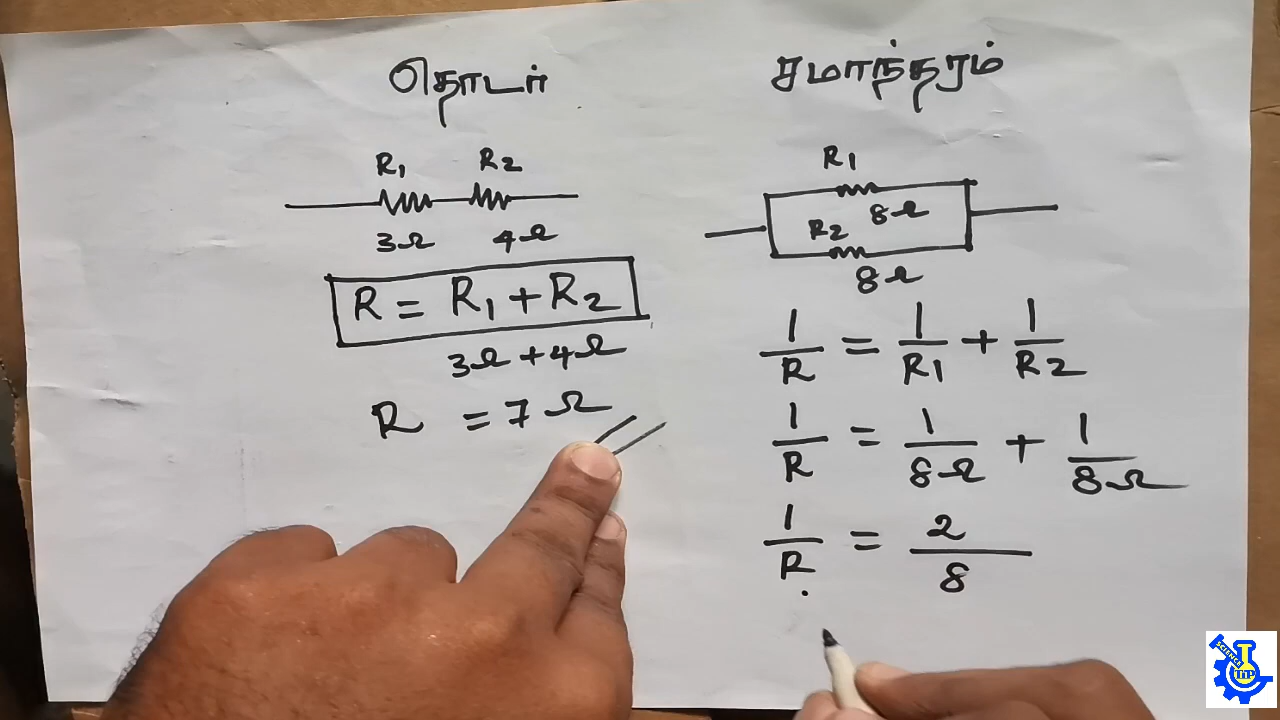 தொடர்
R1 R2
3Ω 4Ω
R = R1 + R2
3Ω + 4Ω
R = 7Ω
சமாந்தரம்
R1
8Ω
R2
8Ω
1/R = 1/R1 + 1/R2
1/R = 1/8Ω + 1/8Ω
1/R = 2/8